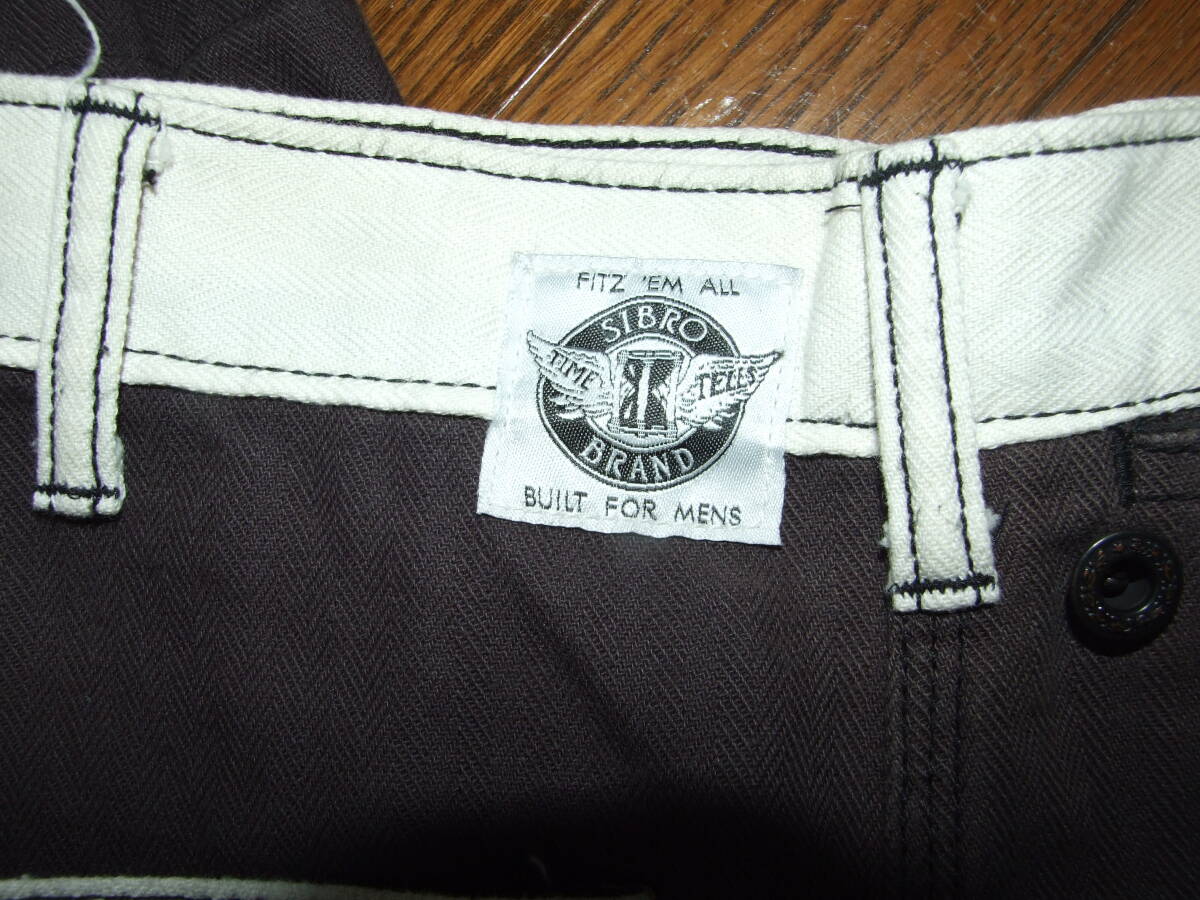 FITZ 'EM ALL
SIBRO
TIME TELLS
BRAND
BUILT FOR MENS